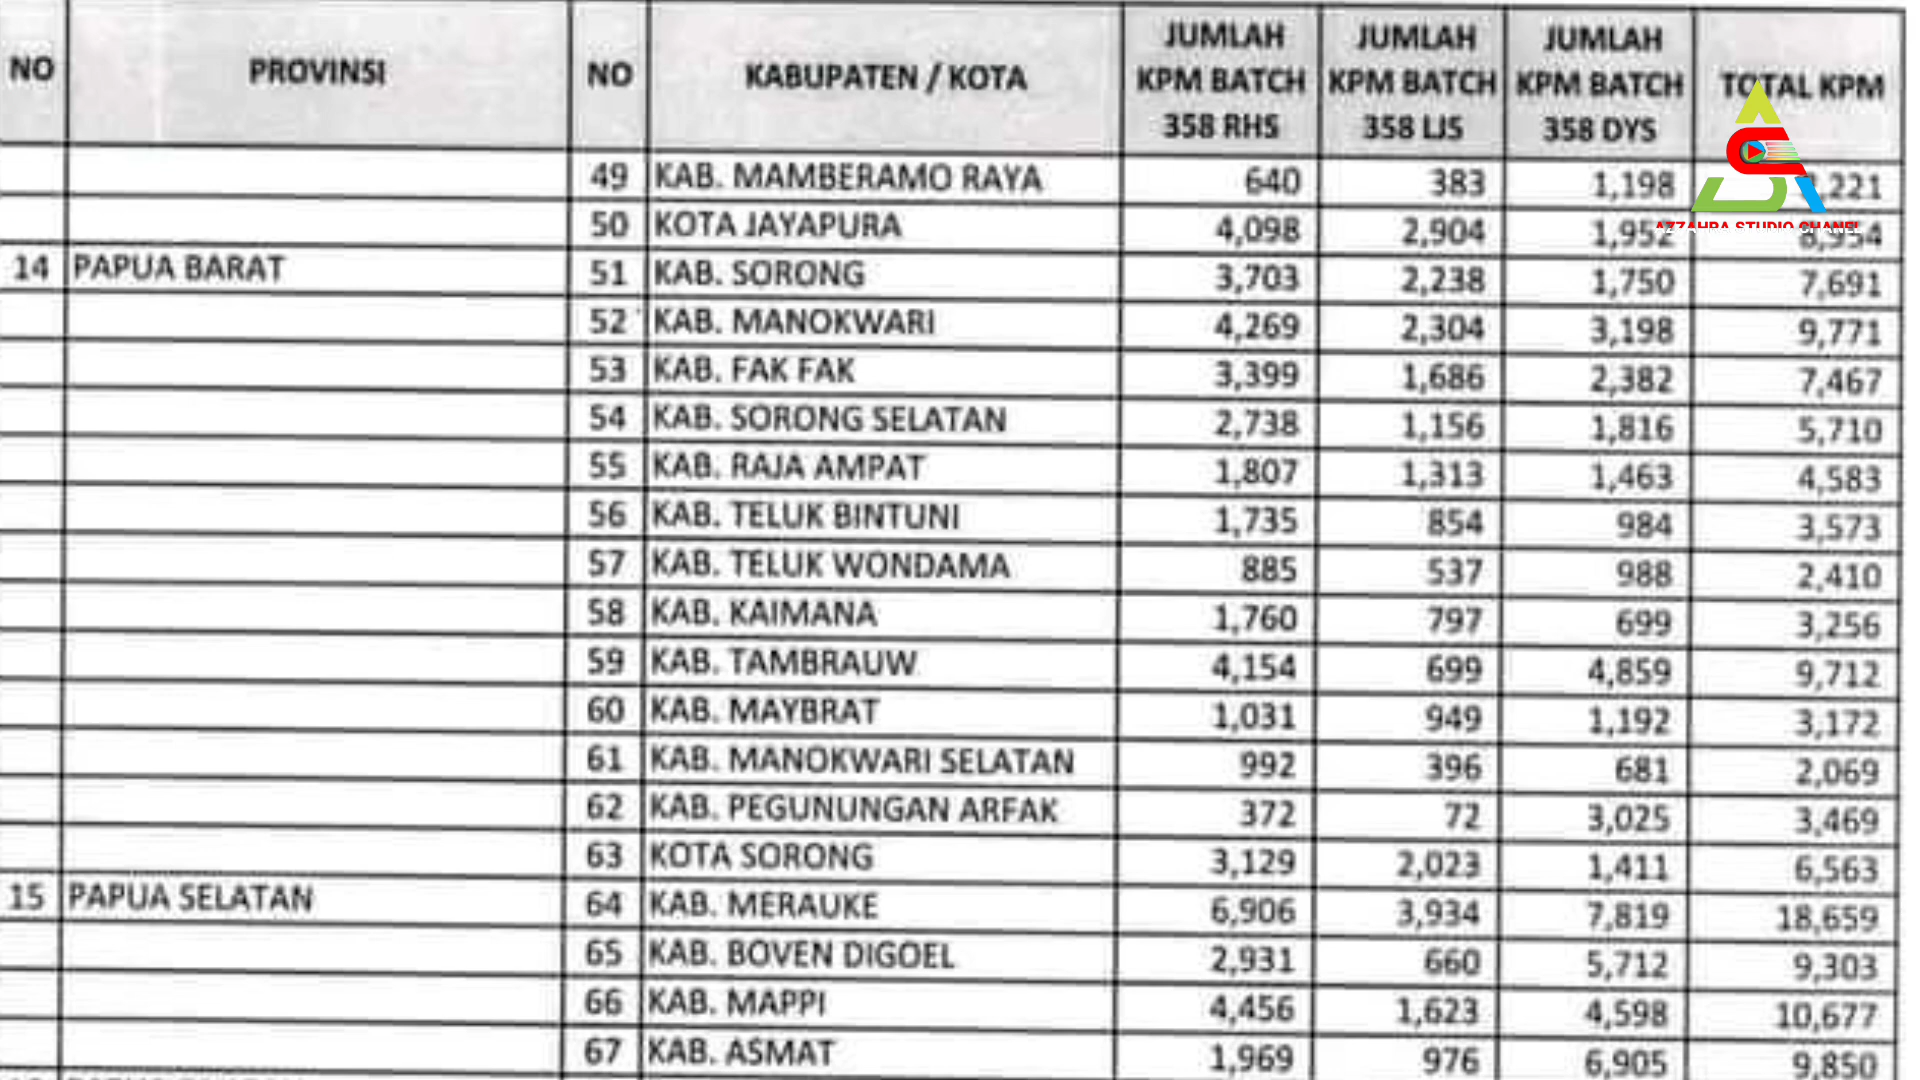 NO PROVINSI NO KABUPATEN / KOTA JUMLAH KPM BATCH 358 RHS JUMLAH KPM BATCH 358 LJS JUMLAH KPM BATCH 358 DYS TOTAL KPM
49 KAB. MAMBERAMO RAYA 640 383 1,198 ,221
50 KOTA JAYAPURA 4,098 2,904 1,952 8,954
AZZAHRA STUDIO CHANEL
14 PAPUA BARAT 51 KAB. SORONG 3,703 2,238 1,750 7,691
52 KAB. MANOKWARI 4,269 2,304 3,198 9,771
53 KAB. FAK FAK 3,399 1,686 2,382 7,467
54 KAB. SORONG SELATAN 2,738 1,156 1,816 5,710
55 KAB. RAJA AMPAT 1,807 1,313 1,463 4,583
56 KAB. TELUK BINTUNI 1,735 854 984 3,573
57 KAB. TELUK WONDAMA 885 537 988 2,410
58 KAB. KAIMANA 1,760 797 699 3,256
59 KAB. TAMBRAUW 4,154 699 4,859 9,712
60 KAB. MAYBRAT 1,031 949 1,192 3,172
61 KAB. MANOKWARI SELATAN 992 396 681 2,069
62 KAB. PEGUNUNGAN ARFAK 372 72 3,025 3,469
63 KOTA SORONG 3,129 2,023 1,411 6,563
15 PAPUA SELATAN 64 KAB. MERAUKE 6,906 3,934 7,819 18,659
65 KAB. BOVEN DIGOEL 2,931 660 5,712 9,303
66 KAB. MAPPI 4,456 1,623 4,598 10,677
67 KAB. ASMAT 1,969 976 6,905 9,850